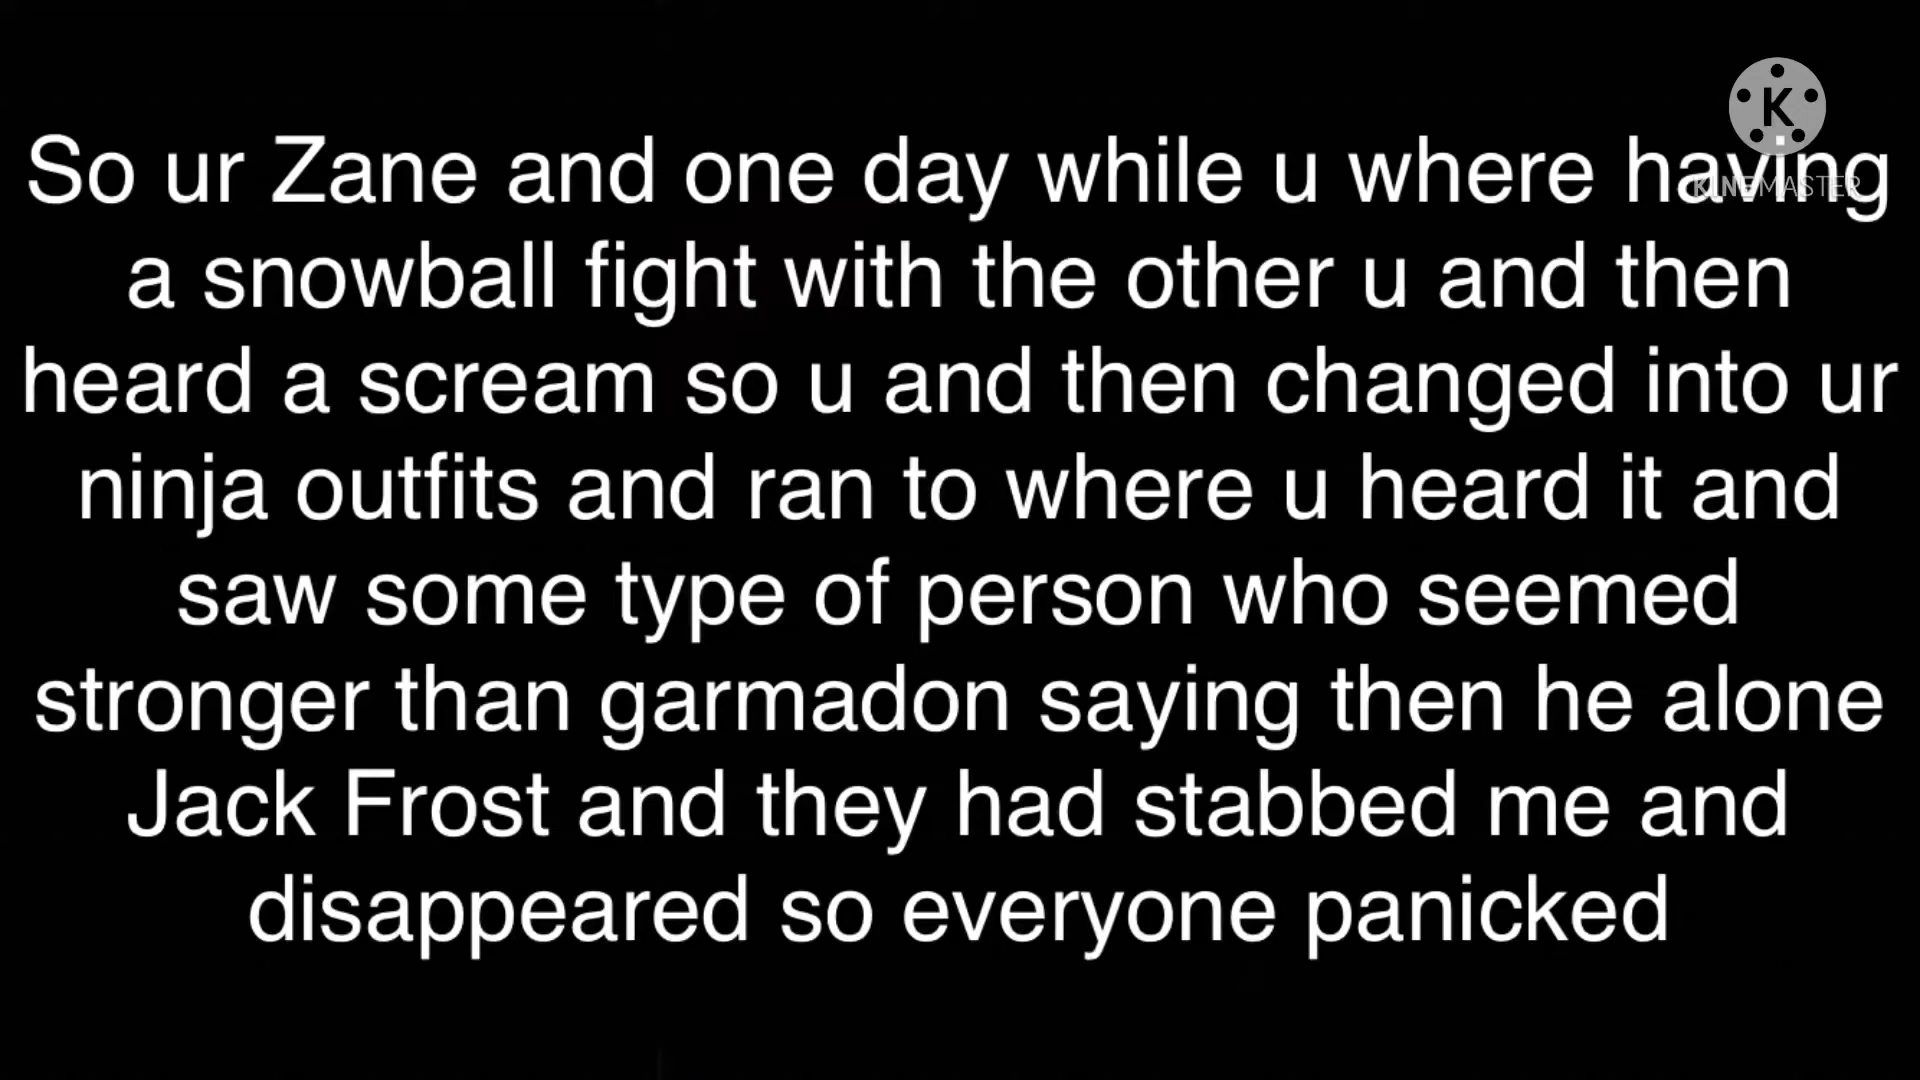 So ur Zane and one day while u where having
a snowball fight with the other u and then
heard a scream so u and then changed into ur
ninja outfits and ran to where u heard it and
saw some type of person who seemed
stronger than garmadon saying then he alone
Jack Frost and they had stabbed me and
disappeared so everyone panicked
K
KINEMASTER